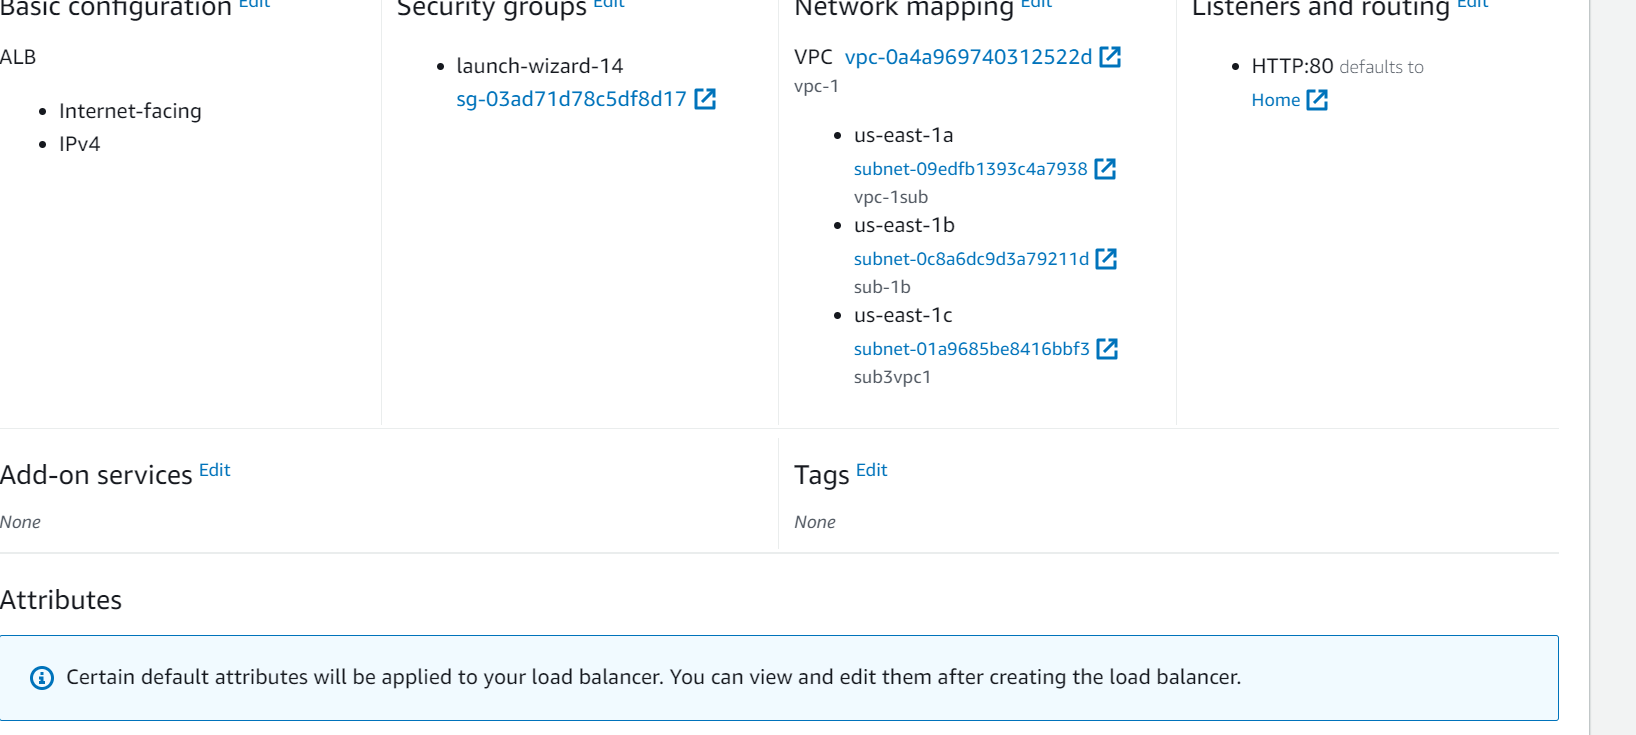 Basic configuration Edit
ALB
Internet-facing
IPv4
Security groups Edit
launch-wizard-14
sg-03ad71d78c5df8d17
Network mapping Edit
VPC vpc-0a4a969740312522d
vpc-1
us-east-1a
subnet-09edfb1393c4a7938
vpc-1sub
us-east-1b
subnet-0c8a6dc9d3a79211d
sub-1b
us-east-1c
subnet-01a9685be8416bbf3
sub3vpc1
Listeners and routing Edit
HTTP:80 defaults to
Home
Add-on services Edit
None
Tags Edit
None
Attributes
Certain default attributes will be applied to your load balancer. You can view and edit them after creating the load balancer.